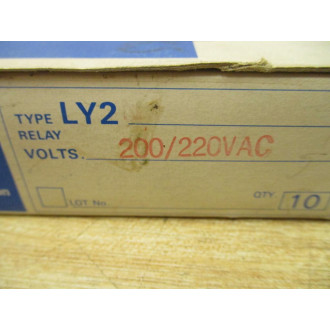 TYPE LY2
RELAY
VOLTS. 200/220VAC
LOT No.
QTY. 10